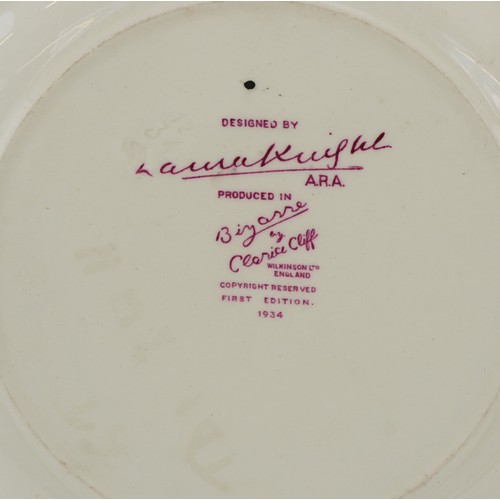 DESIGNED BY
Laura Knight
A.R.A.
PRODUCED IN
Bizarre
by
Clarice Cliff
WILKINSON LTD
ENGLAND
COPYRIGHT RESERVED
FIRST EDITION.
1934